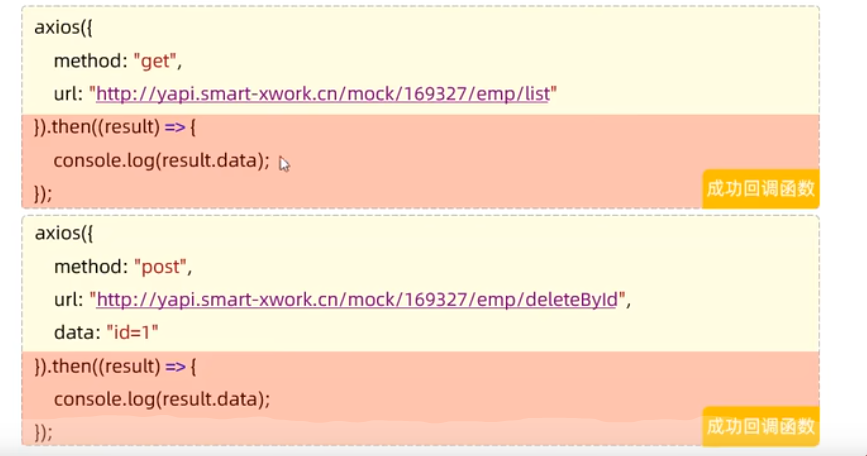 axios({
method: "get",
url: "http://yapi.smart-xwork.cn/mock/169327/emp/list"
}).then((result) => {
console.log(result.data);
});
成功回调函数
axios({
method: "post",
url: "http://yapi.smart-xwork.cn/mock/169327/emp/deleteById",
data: "id=1"
}).then((result) => {
console.log(result.data);
});
成功回调函数